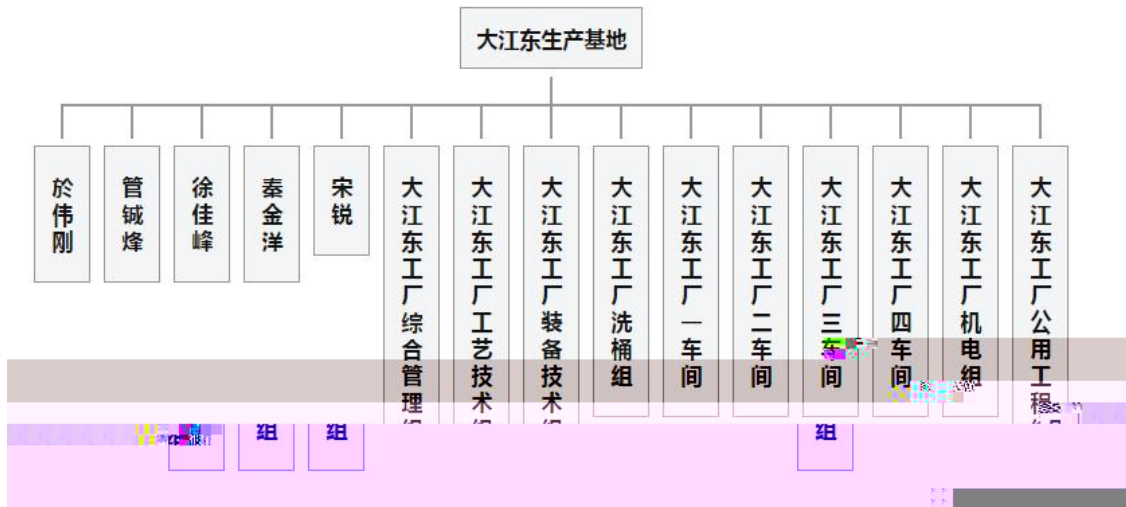 大江东生产基地
於伟刚
管铖烽
徐佳峰
秦金洋
宋锐
大江东工厂综合管理组
大江东工厂工艺技术组
大江东工厂装备技术组
大江东工厂洗桶组
大江东工厂一车间
大江东工厂二车间
大江东工厂三车间
大江东工厂四车间
大江东工厂机电组
大江东工厂公用工程
组
组
组